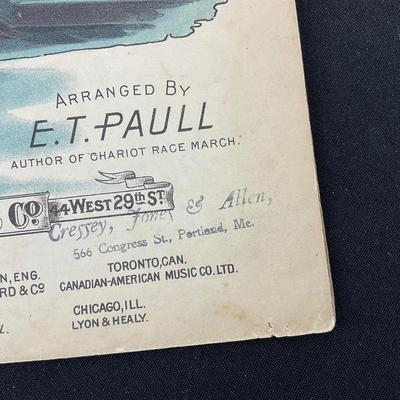 ARRANGED BY
E.T. PAULL
AUTHOR OF CHARIOT RACE MARCH.
Co. 44 WEST 29th ST.
Cressey, Jones & Allen,
566 Congress St., Portland, Me.
N, ENG.
RD & Co
TORONTO, CAN.
CANADIAN-AMERICAN MUSIC CO. LTD.
CHICAGO, ILL.
LYON & HEALY.